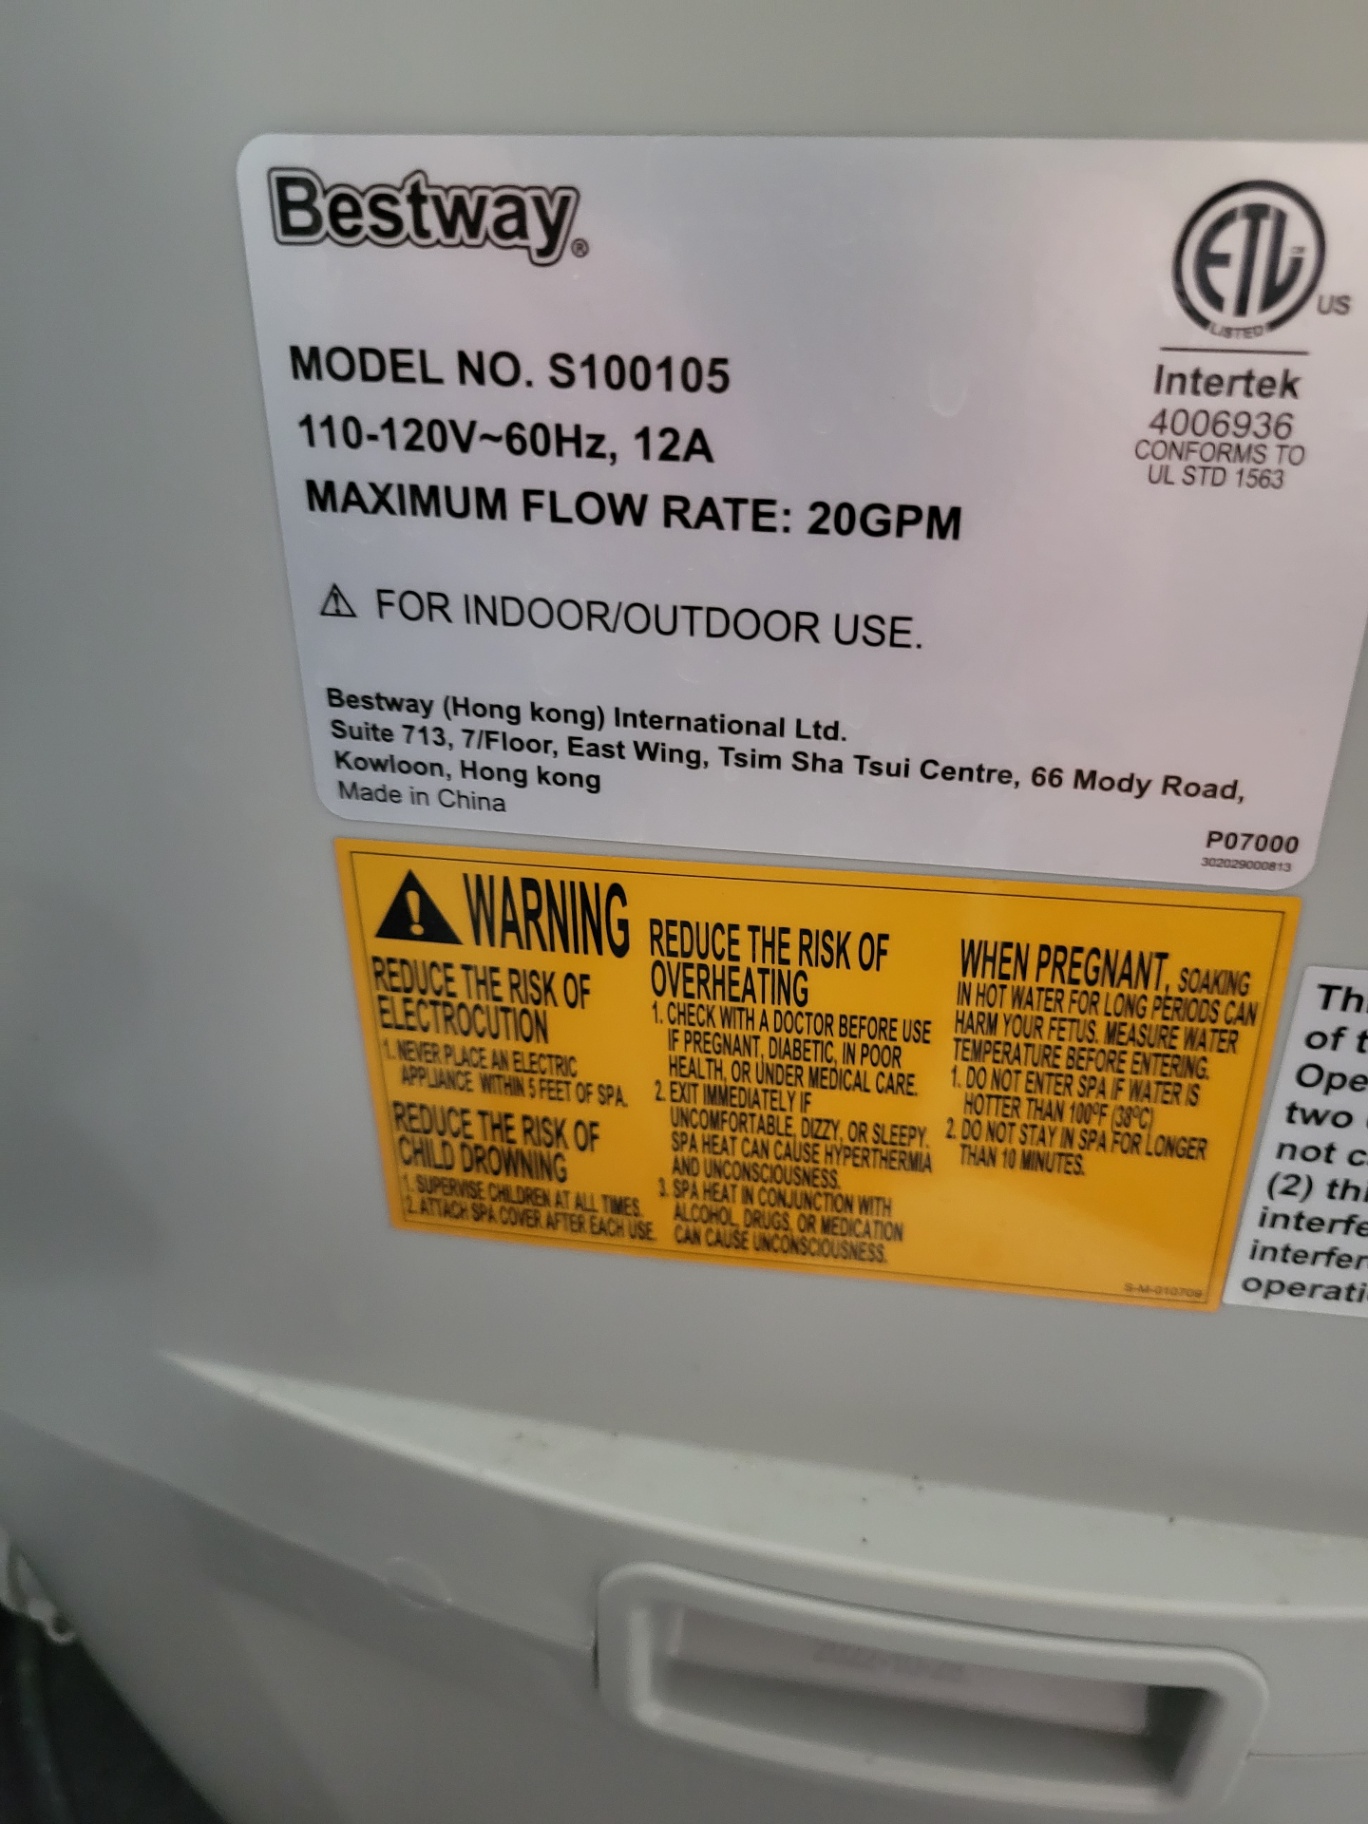 Bestway®
ETL
CM
US
LISTED
Intertek
4006936
CONFORMS TO
UL STD 1563
MODEL NO. S100105
110-120V~60Hz, 12A
MAXIMUM FLOW RATE: 20GPM
⚠ FOR INDOOR/OUTDOOR USE.
Bestway (Hong kong) International Ltd.
Suite 713, 7/Floor, East Wing, Tsim Sha Tsui Centre, 66 Mody Road,
Kowloon, Hong kong
Made in China
P07000
302029000813
⚠ WARNING
REDUCE THE RISK OF
ELECTROCUTION
1. NEVER PLACE AN ELECTRIC
APPLIANCE WITHIN 5 FEET OF SPA.
REDUCE THE RISK OF
CHILD DROWNING
1. SUPERVISE CHILDREN AT ALL TIMES.
2. ATTACH SPA COVER AFTER EACH USE.
REDUCE THE RISK OF
OVERHEATING
1. CHECK WITH A DOCTOR BEFORE USE
IF PREGNANT, DIABETIC, IN POOR
HEALTH, OR UNDER MEDICAL CARE.
2. EXIT IMMEDIATELY IF
UNCOMFORTABLE, DIZZY, OR SLEEPY.
SPA HEAT CAN CAUSE HYPERTHERMIA
AND UNCONSCIOUSNESS.
3. SPA HEAT IN CONJUNCTION WITH
ALCOHOL, DRUGS, OR MEDICATION
CAN CAUSE UNCONSCIOUSNESS.
WHEN PREGNANT, SOAKING
IN HOT WATER FOR LONG PERIODS CAN
HARM YOUR FETUS. MEASURE WATER
TEMPERATURE BEFORE ENTERING.
1. DO NOT ENTER SPA IF WATER IS
HOTTER THAN 100°F (38°C)
2. DO NOT STAY IN SPA FOR LONGER
THAN 10 MINUTES.
S-M-010709
Thi
of t
Ope
two
not c
(2) thi
interfe
interfer
operati